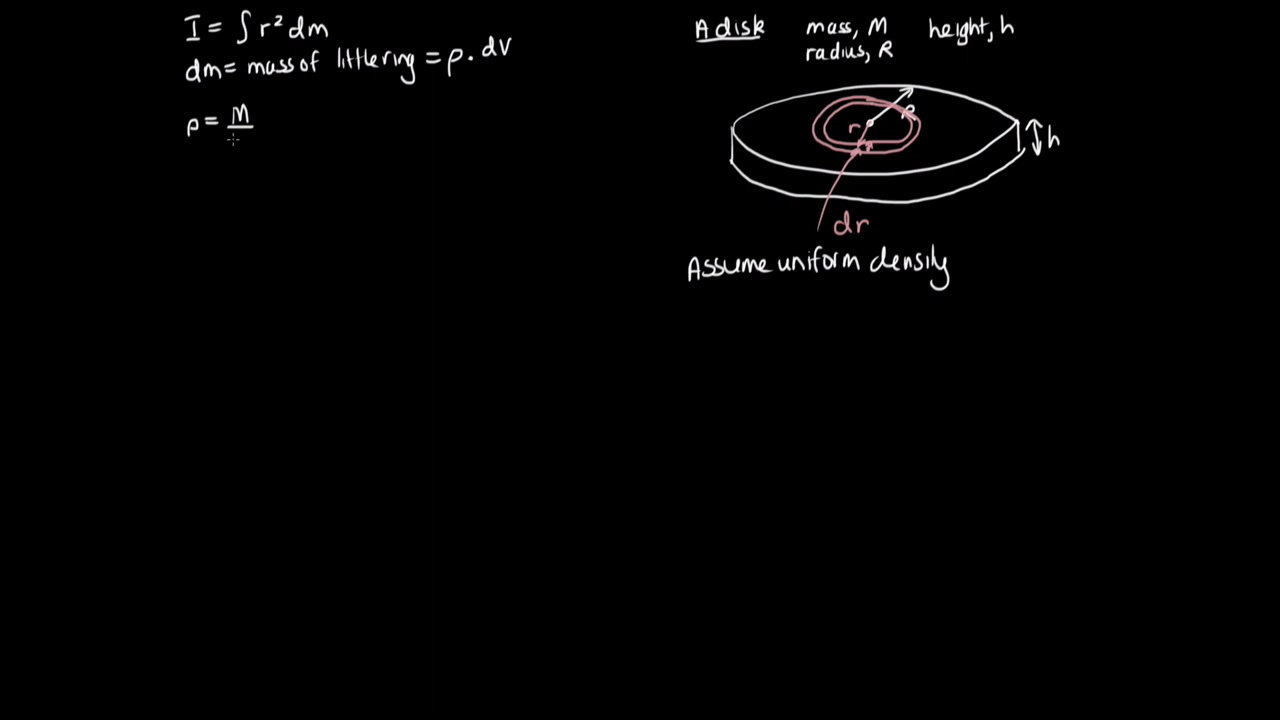 I = ∫ r² dm
dm = mass of little ring = ρ · dV
ρ = M
A disk mass, M height, h
radius, R
R
r
h
dr
Assume uniform density